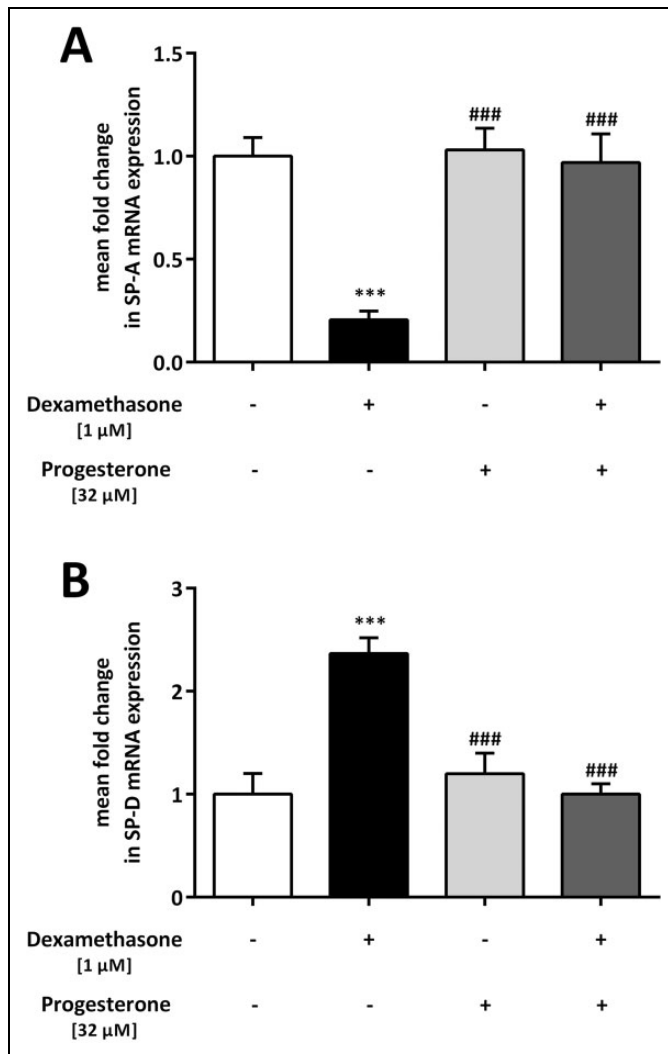 A
mean fold change
in SP-A mRNA expression
1.5
1.0
0.5
0.0
***
###
###
Dexamethasone - + - +
[1 µM]
Progesterone - - + +
[32 µM]
B
mean fold change
in SP-D mRNA expression
3
2
1
0
***
###
###
Dexamethasone - + - +
[1 µM]
Progesterone - - + +
[32 µM]